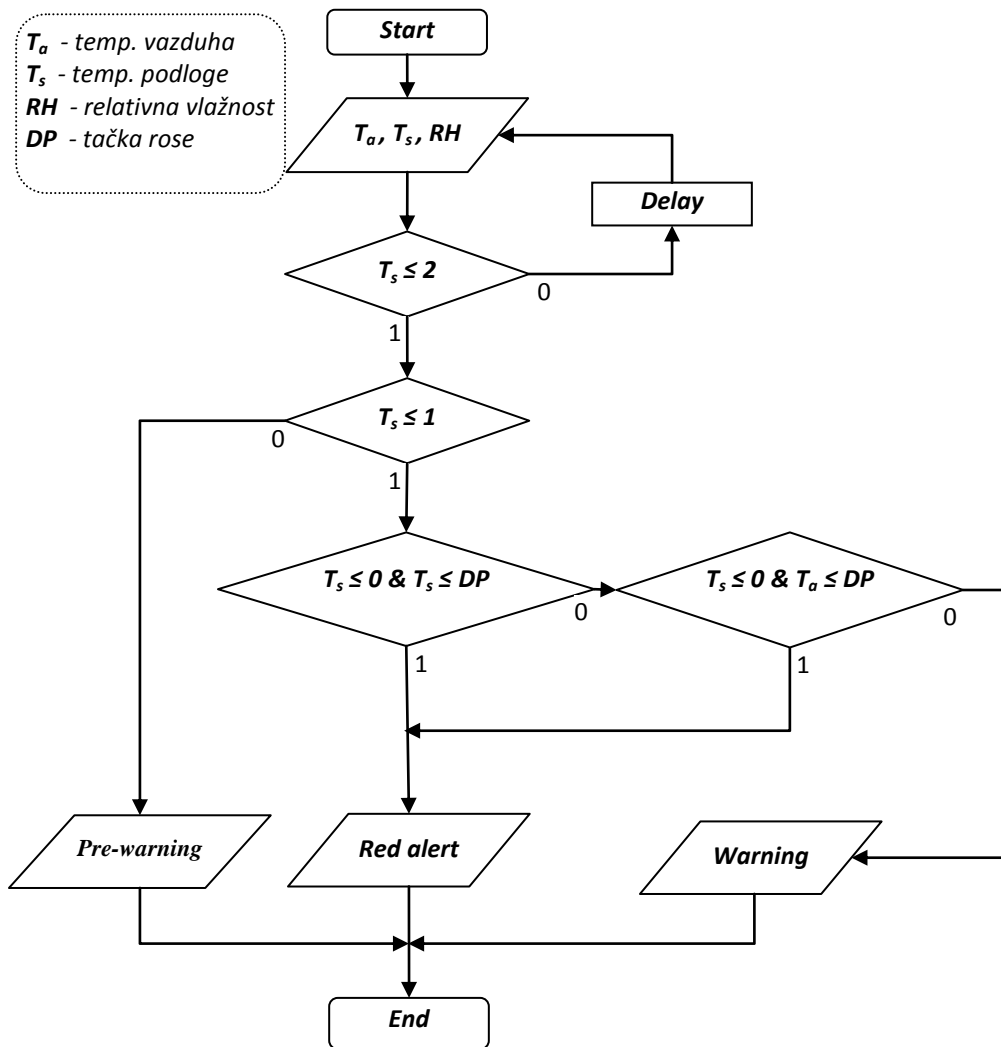 Start
Ta - temp. vazduha
Ts - temp. podloge
RH - relativna vlažnost
DP - tačka rose
Ta , Ts , RH
Delay
Ts ≤ 2
0
1
Ts ≤ 1
0
1
Ts ≤ 0 & Ts ≤ DP
0
1
Ts ≤ 0 & Ta ≤ DP
0
1
Pre-warning
Red alert
Warning
End